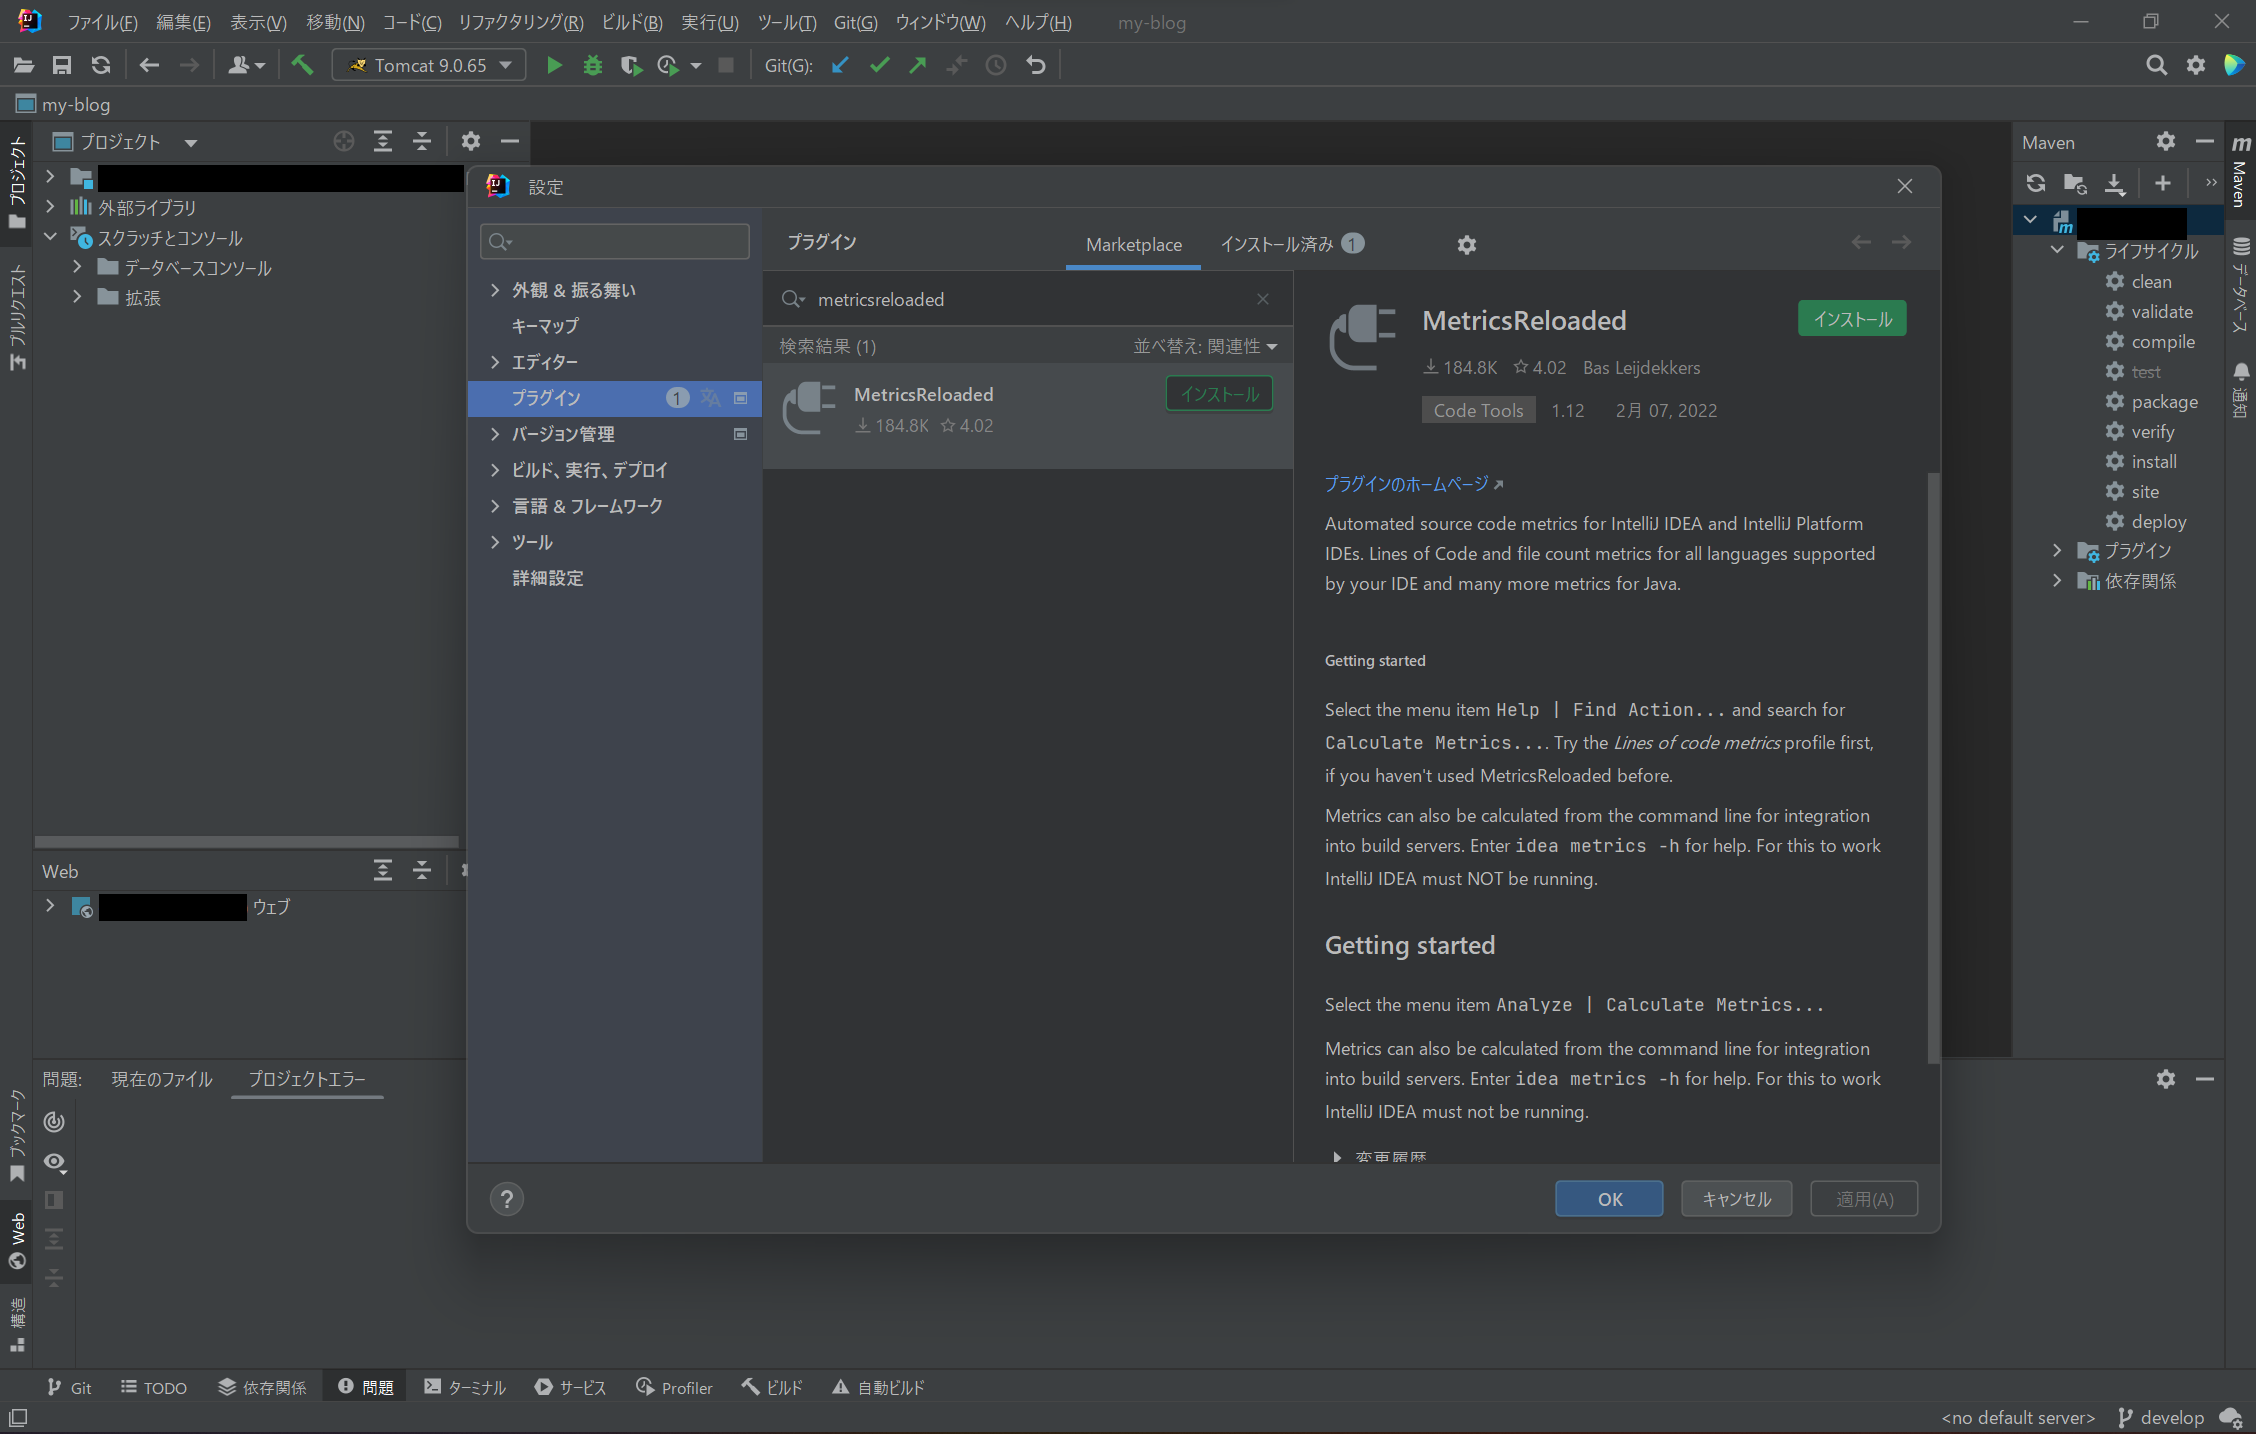 ファイル(F) 編集(E) 表示(V) 移動(N) コード(C) リファクタリング(R) ビルド(B) 実行(U) ツール(T) Git(G) ウィンドウ(W) ヘルプ(H) my-blog
Tomcat 9.0.65 Git(G):
my-blog
プロジェクト
外部ライブラリ
スクラッチとコンソール
データベースコンソール
拡張
Web
ウェブ
問題: 現在のファイル プロジェクトエラー
プロジェクト
プルリクエスト
ブックマーク
Web
構造
設定
外観 & 振る舞い
キーマップ
エディター
プラグイン 1
バージョン管理
ビルド、実行、デプロイ
言語 & フレームワーク
ツール
詳細設定
プラグイン Marketplace インストール済み 1
metricsreloaded
検索結果 (1) 並べ替え: 関連性
MetricsReloaded インストール
184.8K 4.02
MetricsReloaded インストール
184.8K 4.02 Bas Leijdekkers
Code Tools 1.12 2月 07, 2022
プラグインのホームページ
Automated source code metrics for IntelliJ IDEA and IntelliJ Platform
IDEs. Lines of Code and file count metrics for all languages supported
by your IDE and many more metrics for Java.
Getting started
Select the menu item Help | Find Action... and search for
Calculate Metrics.... Try the Lines of code metrics profile first,
if you haven't used MetricsReloaded before.
Metrics can also be calculated from the command line for integration
into build servers. Enter idea metrics -h for help. For this to work
IntelliJ IDEA must NOT be running.
Getting started
Select the menu item Analyze | Calculate Metrics...
Metrics can also be calculated from the command line for integration
into build servers. Enter idea metrics -h for help. For this to work
IntelliJ IDEA must not be running.
変更履歴
? OK キャンセル 適用(A)
Maven
ライフサイクル
clean
validate
compile
test
package
verify
install
site
deploy
プラグイン
依存関係
Maven
データベース
通知
Git TODO 依存関係 問題 ターミナル サービス Profiler ビルド 自動ビルド
<no default server> develop